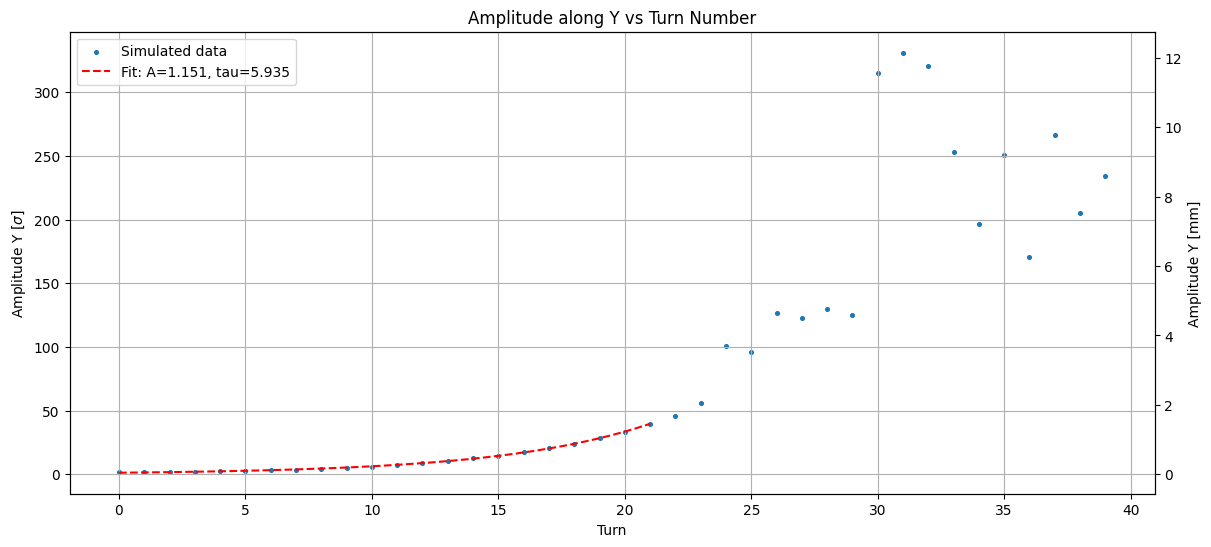 Amplitude along Y vs Turn Number
Simulated data
Fit: A=1.151, tau=5.935
Amplitude Y [σ]
300
250
200
150
100
50
0
0 5 10 15 20 25 30 35 40
Turn
12
10
8
6
4
2
0
Amplitude Y [mm]